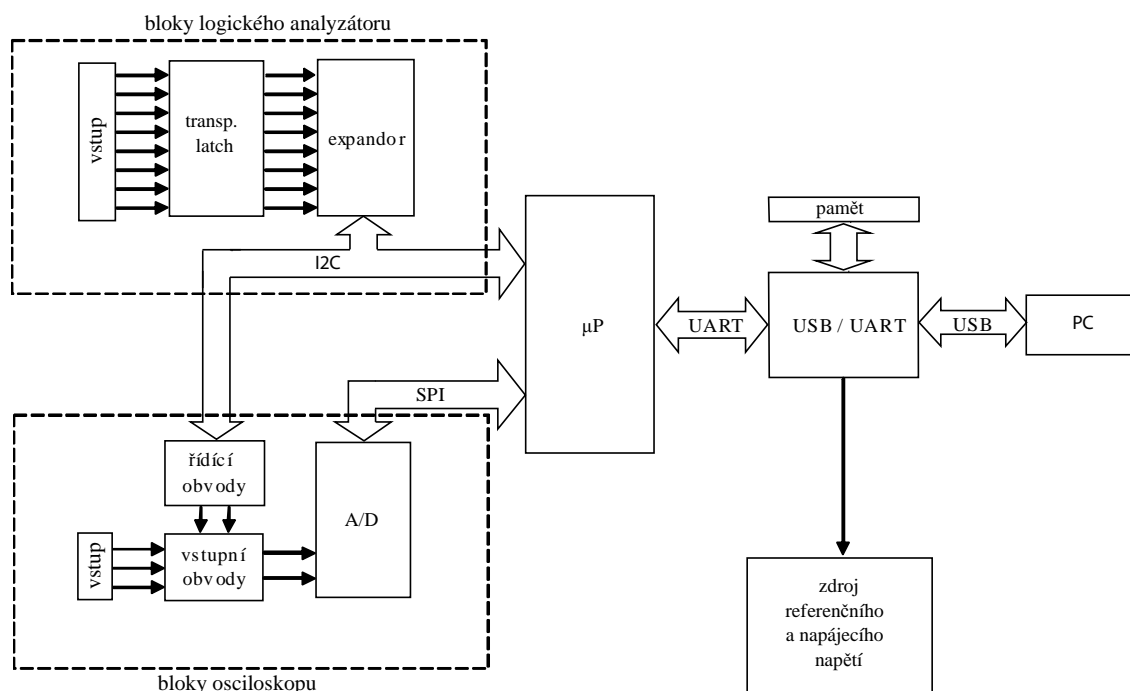 bloky logického analyzátoru
vstup
transp.
latch
expandor
I2C
pamět
μP
UART
USB / UART
USB
PC
SPI
řídící
obvody
vstup
vstupní
obvody
A/D
zdroj
referenčního
a napájecího
napětí
bloky osciloskopu